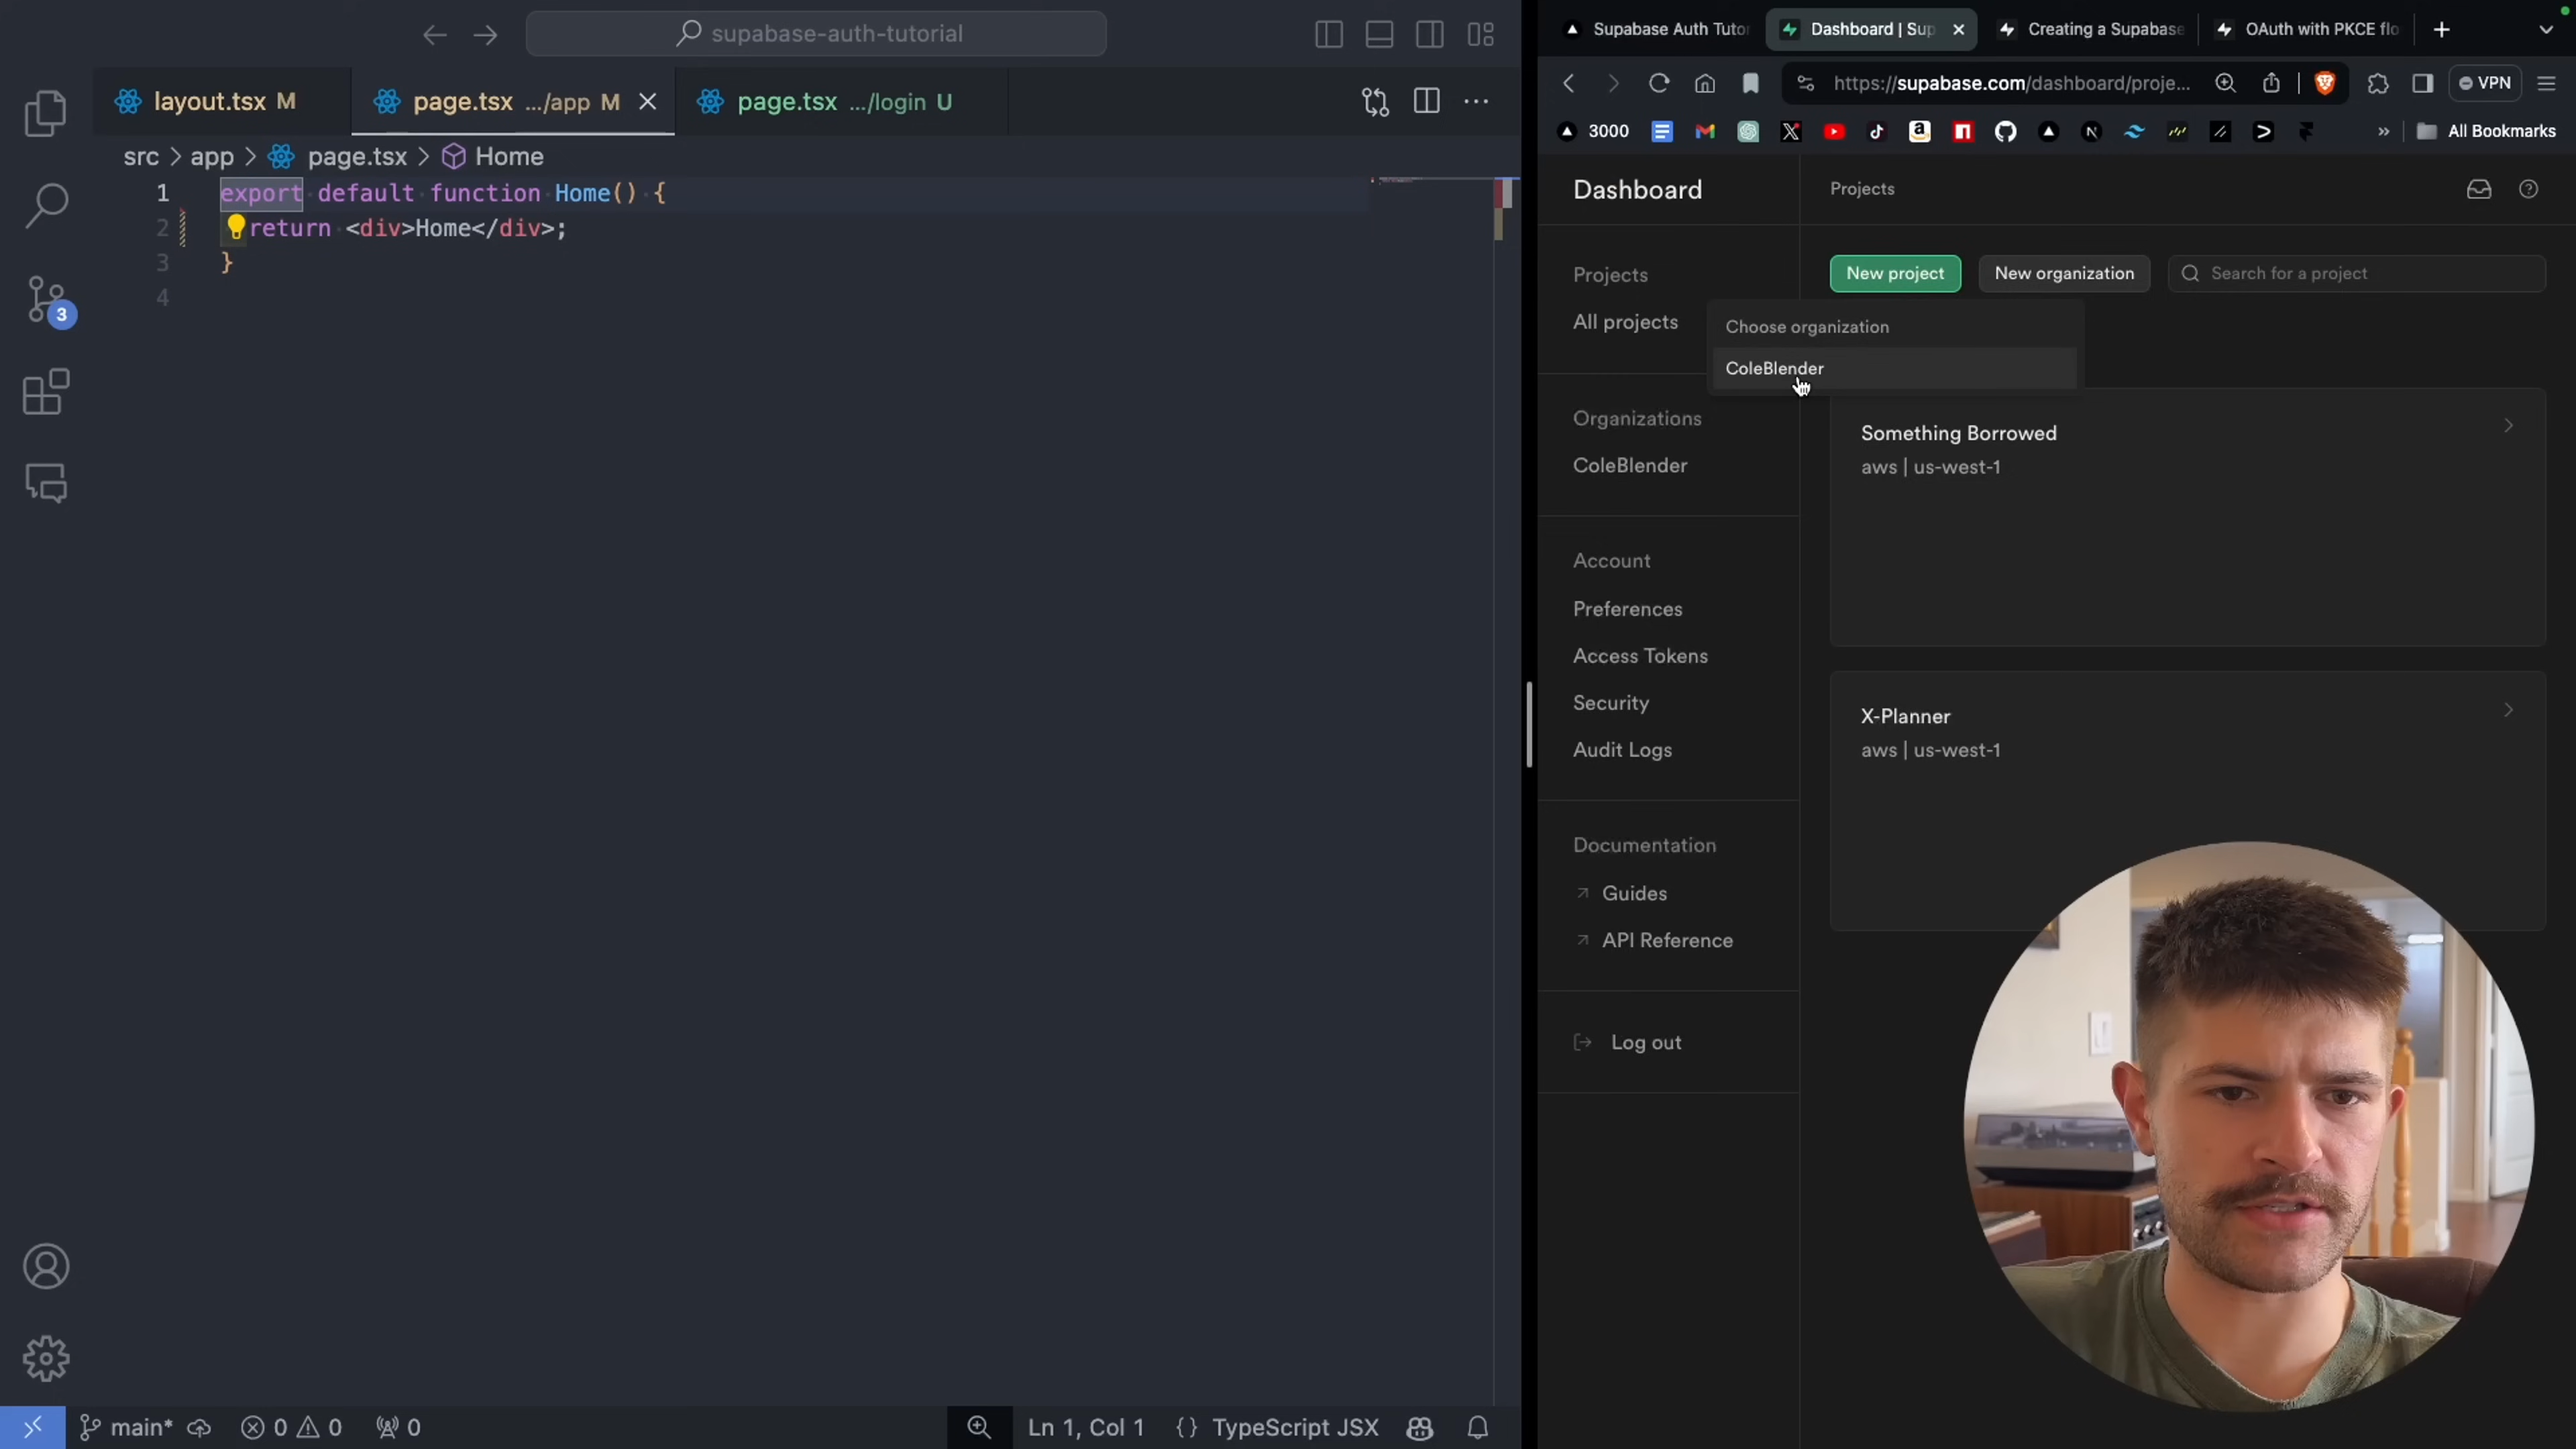 supabase-auth-tutorial
layout.tsx M
page.tsx .../app M
page.tsx .../login U
src > app > page.tsx > Home
1 export default function Home() {
2 return <div>Home</div>;
3 }
4
3
main* 0 0 0
Ln 1, Col 1 {} TypeScript JSX
Supabase Auth Tutor
Dashboard | Sup
Creating a Supabase
OAuth with PKCE flo
https://supabase.com/dashboard/proje...
VPN
3000
All Bookmarks
Dashboard
Projects
Projects
All projects
New project
New organization
Search for a project
Choose organization
ColeBlender
Organizations
ColeBlender
Something Borrowed
aws | us-west-1
Account
Preferences
Access Tokens
Security
Audit Logs
X-Planner
aws | us-west-1
Documentation
Guides
API Reference
Log out